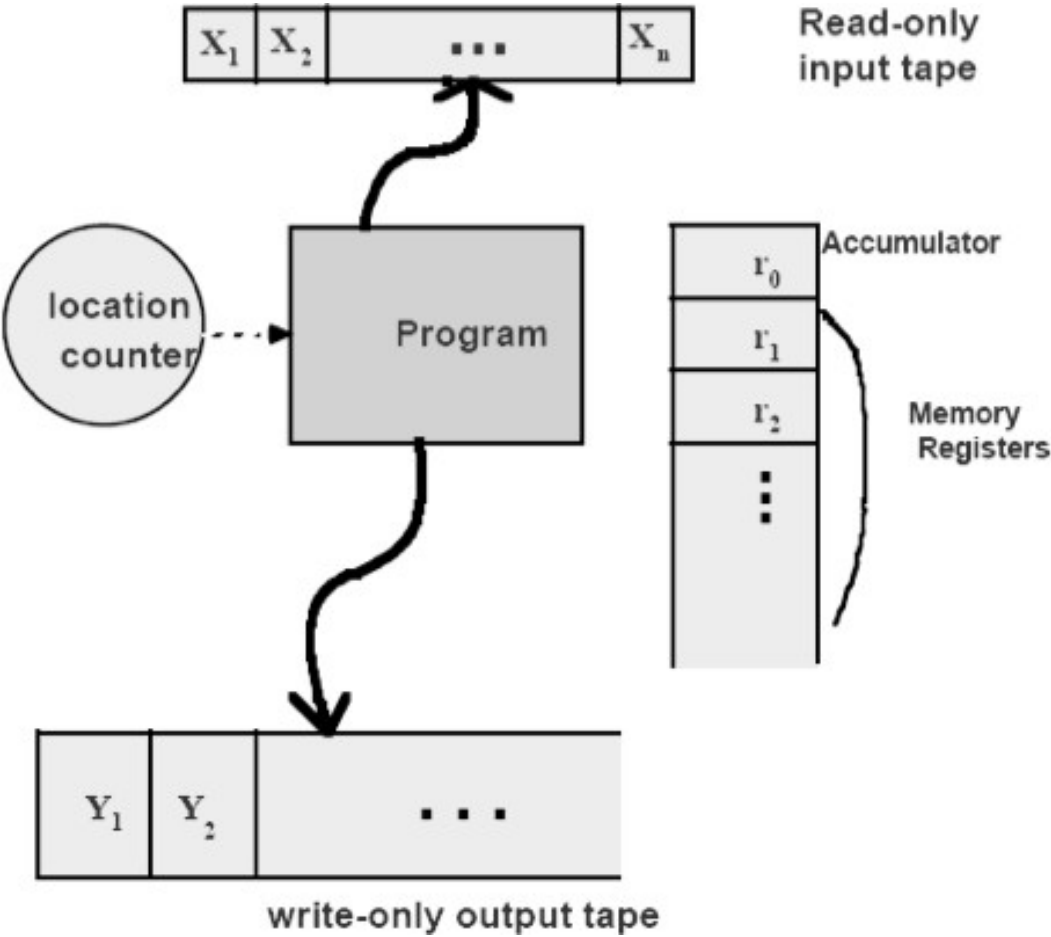 X₁ X₂ ... Xₙ
Read-only
input tape
location
counter
Program
r₀
Accumulator
r₁
r₂
⋮
Memory
Registers
Y₁ Y₂ . . .
write-only output tape